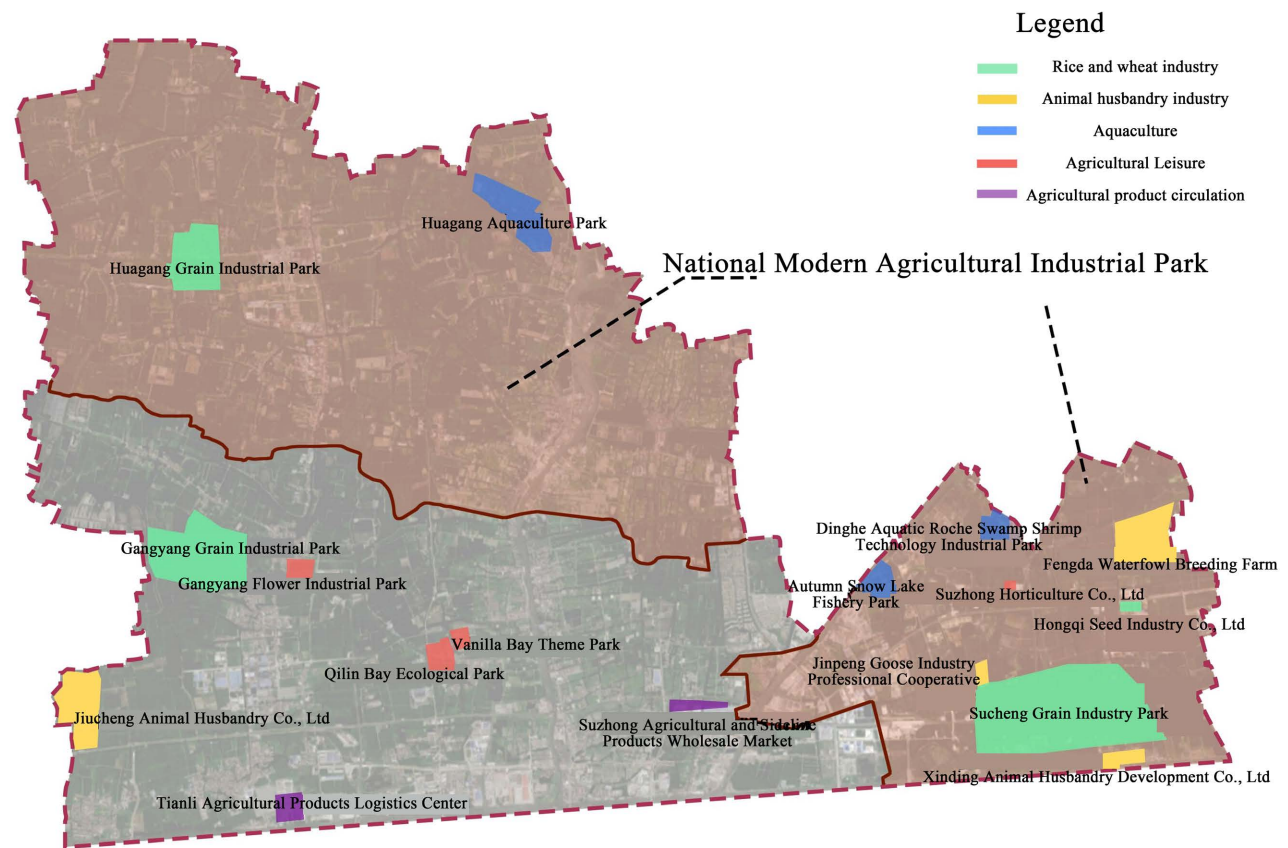 Legend
Rice and wheat industry
Animal husbandry industry
Aquaculture
Agricultural Leisure
Agricultural product circulation
Huagang Aquaculture Park
Huagang Grain Industrial Park
National Modern Agricultural Industrial Park
Gangyang Grain Industrial Park
Gangyang Flower Industrial Park
Dinghe Aquatic Roche Swamp Shrimp
Technology Industrial Park
Fengda Waterfowl Breeding Farm
Autumn Snow Lake
Fishery Park
Suzhong Horticulture Co., Ltd
Hongqi Seed Industry Co., Ltd
Vanilla Bay Theme Park
Qilin Bay Ecological Park
Jinpeng Goose Industry
Professional Cooperative
Jiucheng Animal Husbandry Co., Ltd
Suzhong Agricultural and Sideline
Products Wholesale Market
Sucheng Grain Industry Park
Xinding Animal Husbandry Development Co., Ltd
Tianli Agricultural Products Logistics Center